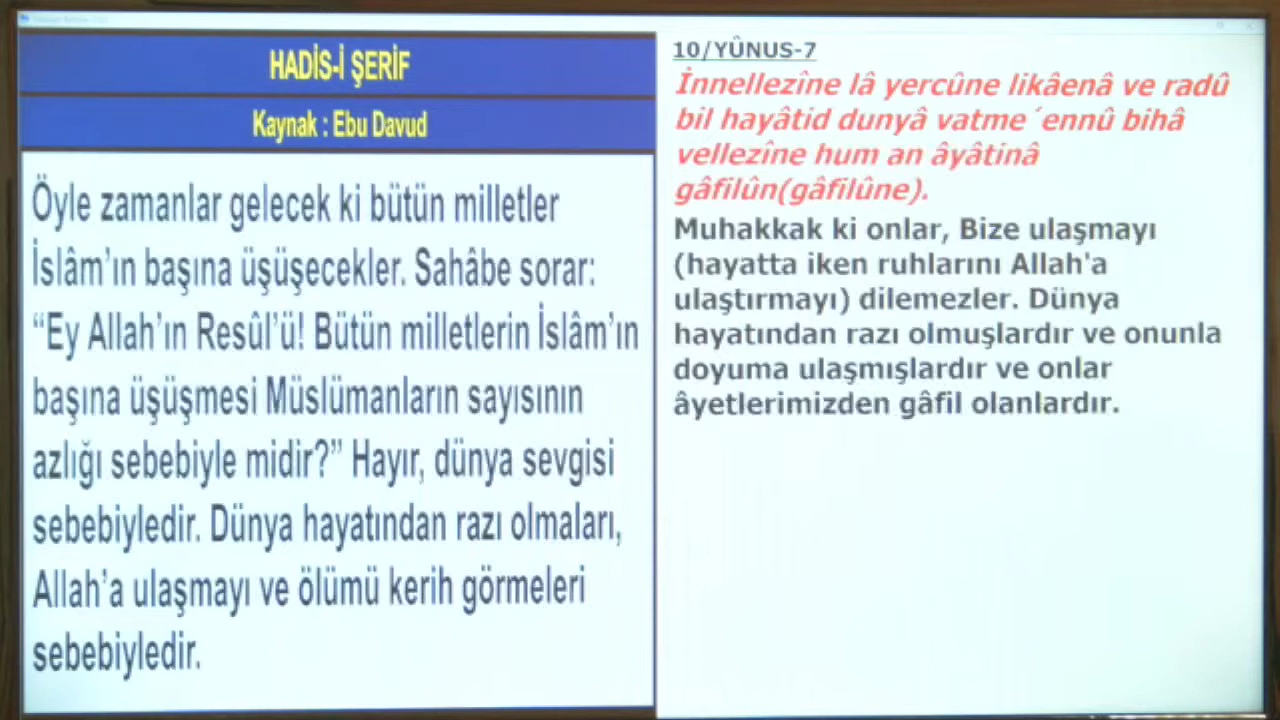 HADİS-İ ŞERİF
Kaynak : Ebu Davud
Öyle zamanlar gelecek ki bütün milletler
İslâm’ın başına üşüşecekler. Sahâbe sorar:
“Ey Allah’ın Resûl’ü! Bütün milletlerin İslâm’ın
başına üşüşmesi Müslümanların sayısının
azlığı sebebiyle midir?” Hayır, dünya sevgisi
sebebiyledir. Dünya hayatından razı olmaları,
Allah’a ulaşmayı ve ölümü kerih görmeleri
sebebiyledir.
10/YÛNUS-7
İnnellezîne lâ yercûne likâenâ ve radû
bil hayâtid dunyâ vatme´ennû bihâ
vellezîne hum an âyâtinâ
gâfilûn(gâfilûne).
Muhakkak ki onlar, Bize ulaşmayı
(hayatta iken ruhlarını Allah'a
ulaştırmayı) dilemezler. Dünya
hayatından razı olmuşlardır ve onunla
doyuma ulaşmışlardır ve onlar
âyetlerimizden gâfil olanlardır.